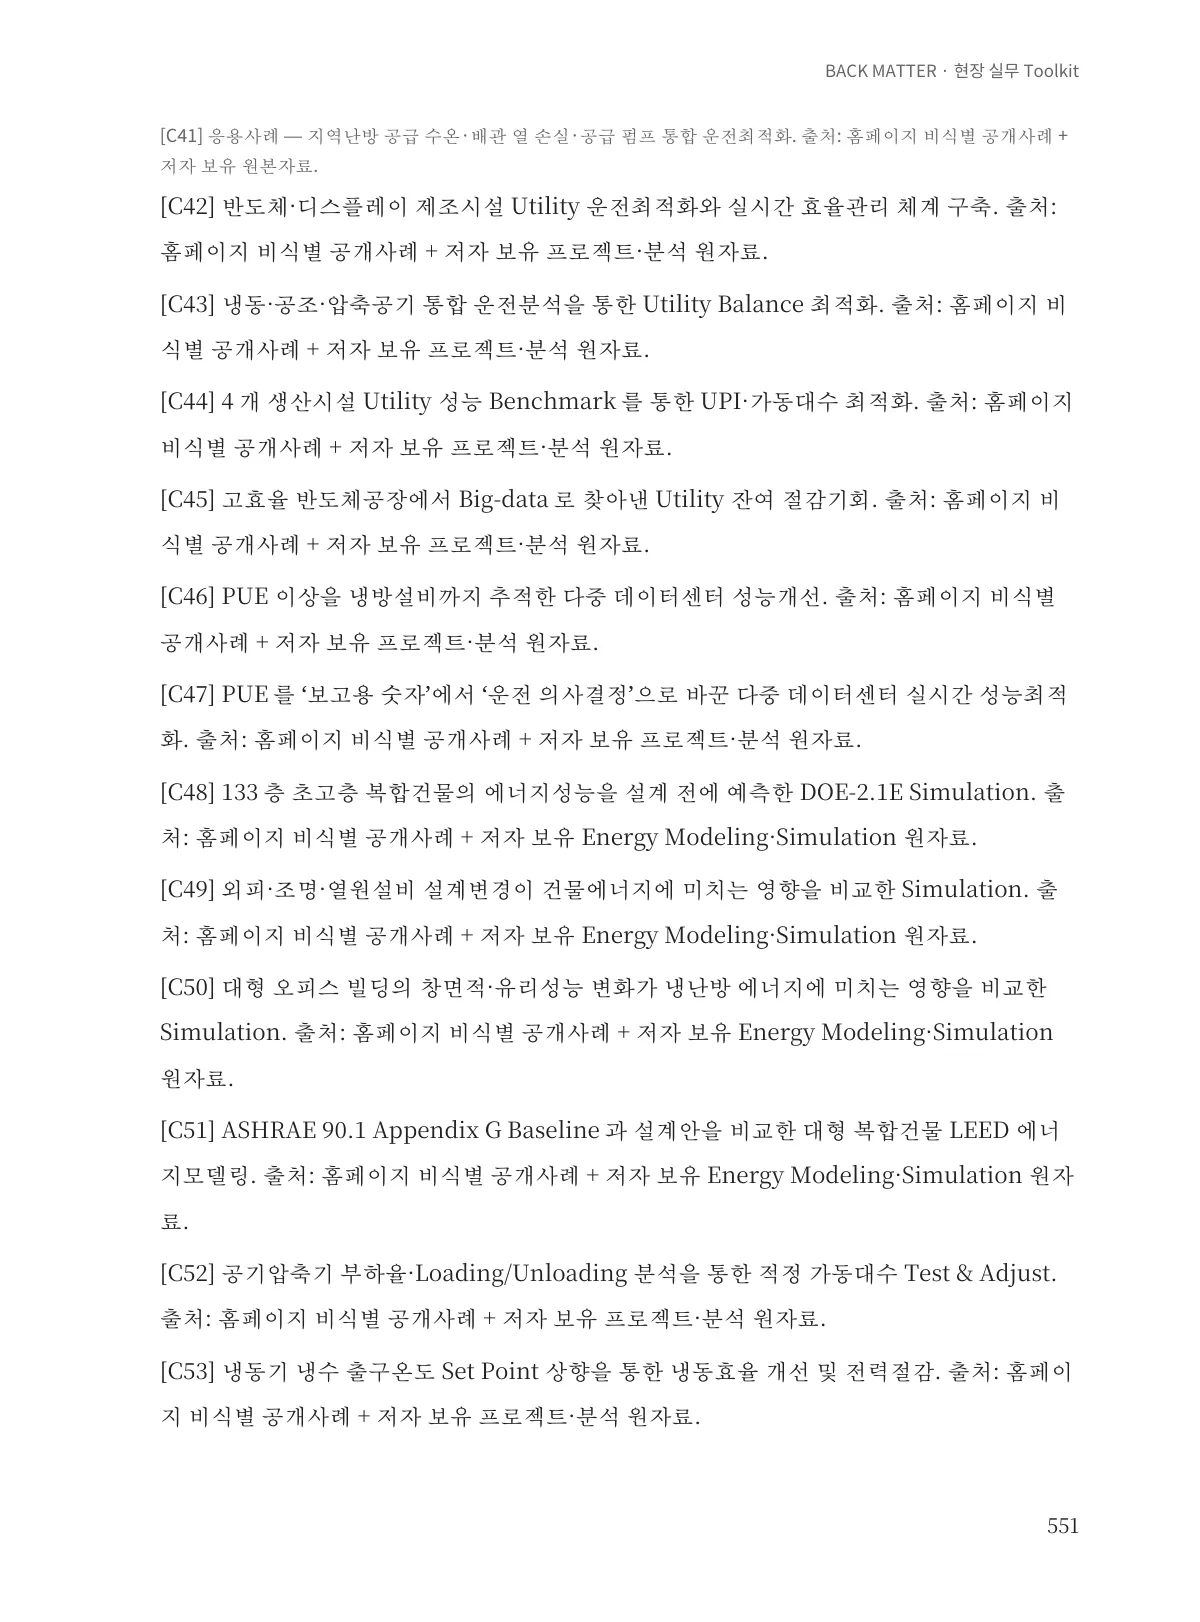 BACK MATTER · 현장 실무 Toolkit
[C41] 응용사례 — 지역난방 공급 수온·배관 열 손실·공급 펌프 통합 운전최적화. 출처: 홈페이지 비식별 공개사례 +
저자 보유 원본자료.
[C42] 반도체·디스플레이 제조시설 Utility 운전최적화와 실시간 효율관리 체계 구축. 출처:
홈페이지 비식별 공개사례 + 저자 보유 프로젝트·분석 원자료.
[C43] 냉동·공조·압축공기 통합 운전분석을 통한 Utility Balance 최적화. 출처: 홈페이지 비
식별 공개사례 + 저자 보유 프로젝트·분석 원자료.
[C44] 4 개 생산시설 Utility 성능 Benchmark 를 통한 UPI·가동대수 최적화. 출처: 홈페이지
비식별 공개사례 + 저자 보유 프로젝트·분석 원자료.
[C45] 고효율 반도체공장에서 Big-data 로 찾아낸 Utility 잔여 절감기회. 출처: 홈페이지 비
식별 공개사례 + 저자 보유 프로젝트·분석 원자료.
[C46] PUE 이상을 냉방설비까지 추적한 다중 데이터센터 성능개선. 출처: 홈페이지 비식별
공개사례 + 저자 보유 프로젝트·분석 원자료.
[C47] PUE 를 ‘보고용 숫자’에서 ‘운전 의사결정’으로 바꾼 다중 데이터센터 실시간 성능최적
화. 출처: 홈페이지 비식별 공개사례 + 저자 보유 프로젝트·분석 원자료.
[C48] 133 층 초고층 복합건물의 에너지성능을 설계 전에 예측한 DOE-2.1E Simulation. 출
처: 홈페이지 비식별 공개사례 + 저자 보유 Energy Modeling·Simulation 원자료.
[C49] 외피·조명·열원설비 설계변경이 건물에너지에 미치는 영향을 비교한 Simulation. 출
처: 홈페이지 비식별 공개사례 + 저자 보유 Energy Modeling·Simulation 원자료.
[C50] 대형 오피스 빌딩의 창면적·유리성능 변화가 냉난방 에너지에 미치는 영향을 비교한
Simulation. 출처: 홈페이지 비식별 공개사례 + 저자 보유 Energy Modeling·Simulation
원자료.
[C51] ASHRAE 90.1 Appendix G Baseline 과 설계안을 비교한 대형 복합건물 LEED 에너
지모델링. 출처: 홈페이지 비식별 공개사례 + 저자 보유 Energy Modeling·Simulation 원자
료.
[C52] 공기압축기 부하율·Loading/Unloading 분석을 통한 적정 가동대수 Test & Adjust.
출처: 홈페이지 비식별 공개사례 + 저자 보유 프로젝트·분석 원자료.
[C53] 냉동기 냉수 출구온도 Set Point 상향을 통한 냉동효율 개선 및 전력절감. 출처: 홈페이
지 비식별 공개사례 + 저자 보유 프로젝트·분석 원자료.
551